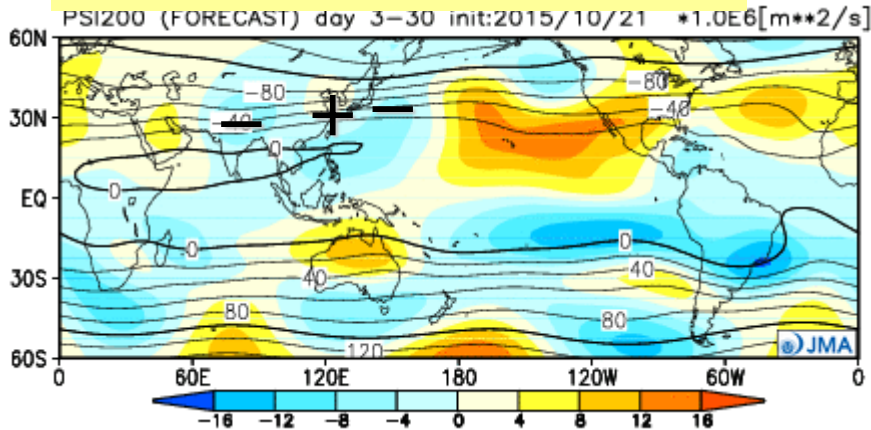 PSI200 (FORECAST) day 3-30 init:2015/10/21 *1.0E6[m**2/s]
60N
-80
-80
30N
-40
-40
0
EQ
0
0
0
30S
40
40
80
80
60S
120
JMA
0 60E 120E 180 120W 60W 0
-16 -12 -8 -4 0 4 8 12 16